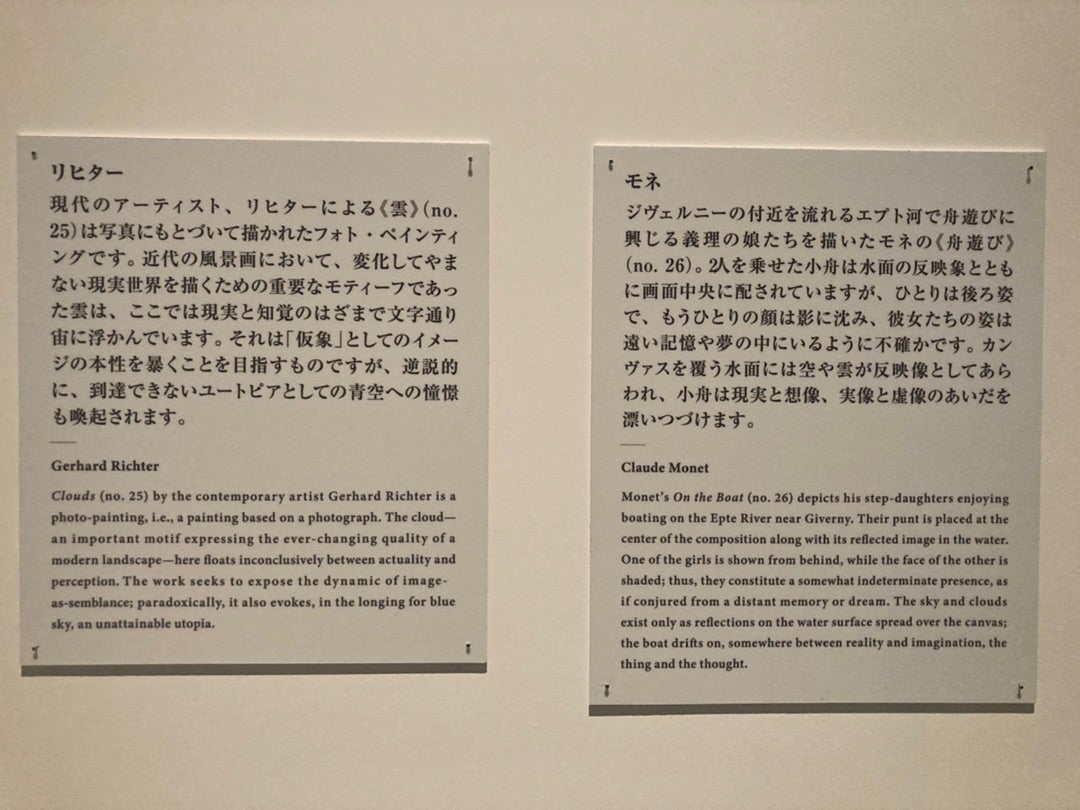 リヒター
現代のアーティスト、リヒターによる《雲》(no.
25)は写真にもとづいて描かれたフォト・ペインティ
ングです。近代の風景画において、変化してやま
ない現実世界を描くための重要なモティーフであっ
た雲は、ここでは現実と知覚のはざまで文字通り
宙に浮かんでいます。それは「仮象」としてのイメー
ジの本性を暴くことを目指すものですが、逆説的
に、到達できないユートピアとしての青空への憧憬
も喚起されます。
Gerhard Richter
Clouds (no. 25) by the contemporary artist Gerhard Richter is a
photo-painting, i.e., a painting based on a photograph. The cloud—
an important motif expressing the ever-changing quality of a
modern landscape—here floats inconclusively between actuality and
perception. The work seeks to expose the dynamic of image-
as-semblance; paradoxically, it also evokes, in the longing for blue
sky, an unattainable utopia.
モネ
ジヴェルニーの付近を流れるエプト河で舟遊びに
興じる義理の娘たちを描いたモネの《舟遊び》
(no. 26)。2人を乗せた小舟は水面の反映象ととも
に画面中央に配されていますが、ひとりは後ろ姿
で、もうひとりの顔は影に沈み、彼女たちの姿は
遠い記憶や夢の中にいるように不確かです。カン
ヴァスを覆う水面には空や雲が反映像としてあら
われ、小舟は現実と想像、実像と虚像のあいだを
漂いつづけます。
Claude Monet
Monet's On the Boat (no. 26) depicts his step-daughters enjoying
boating on the Epte River near Giverny. Their punt is placed at the
center of the composition along with its reflected image in the water.
One of the girls is shown from behind, while the face of the other is
shaded; thus, they constitute a somewhat indeterminate presence, as
if conjured from a distant memory or dream. The sky and clouds
exist only as reflections on the water surface spread over the canvas;
the boat drifts on, somewhere between reality and imagination, the
thing and the thought.